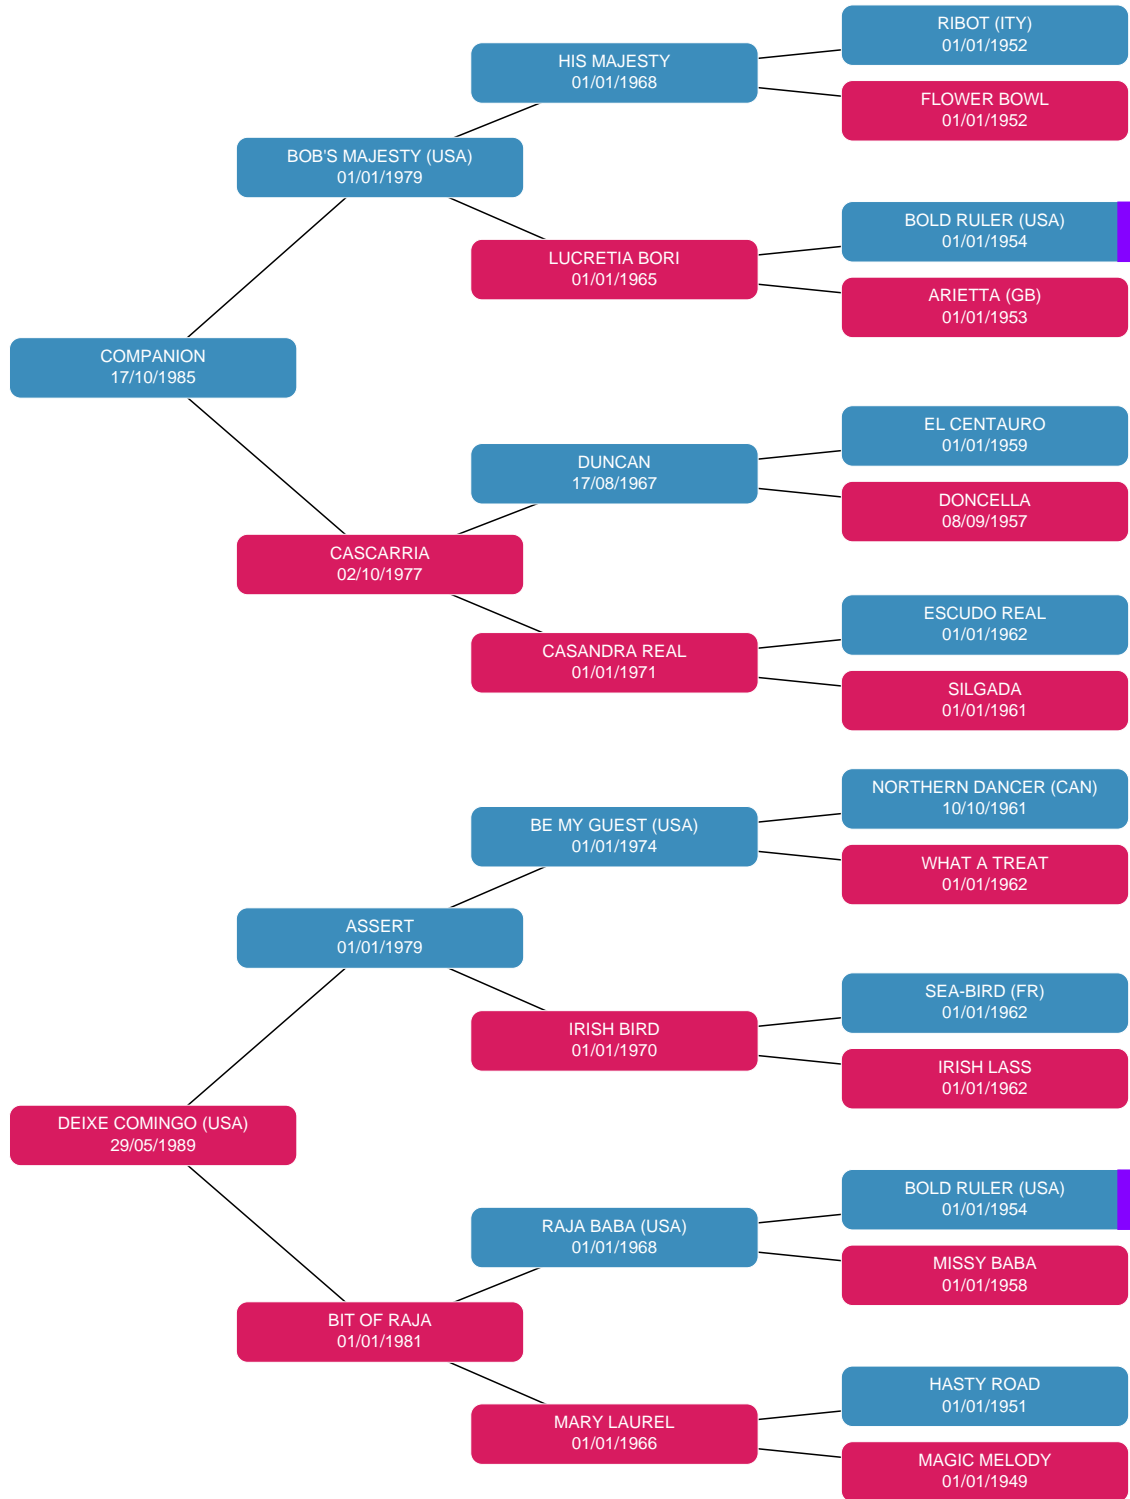 RIBOT (ITY)
01/01/1952
HIS MAJESTY
01/01/1968
FLOWER BOWL
01/01/1952
BOB'S MAJESTY (USA)
01/01/1979
BOLD RULER (USA)
01/01/1954
LUCRETIA BORI
01/01/1965
ARIETTA (GB)
01/01/1953
COMPANION
17/10/1985
EL CENTAURO
01/01/1959
DUNCAN
17/08/1967
DONCELLA
08/09/1957
CASCARRIA
02/10/1977
ESCUDO REAL
01/01/1962
CASANDRA REAL
01/01/1971
SILGADA
01/01/1961
NORTHERN DANCER (CAN)
10/10/1961
BE MY GUEST (USA)
01/01/1974
WHAT A TREAT
01/01/1962
ASSERT
01/01/1979
SEA-BIRD (FR)
01/01/1962
IRISH BIRD
01/01/1970
IRISH LASS
01/01/1962
DEIXE COMINGO (USA)
29/05/1989
BOLD RULER (USA)
01/01/1954
RAJA BABA (USA)
01/01/1968
MISSY BABA
01/01/1958
BIT OF RAJA
01/01/1981
HASTY ROAD
01/01/1951
MARY LAUREL
01/01/1966
MAGIC MELODY
01/01/1949